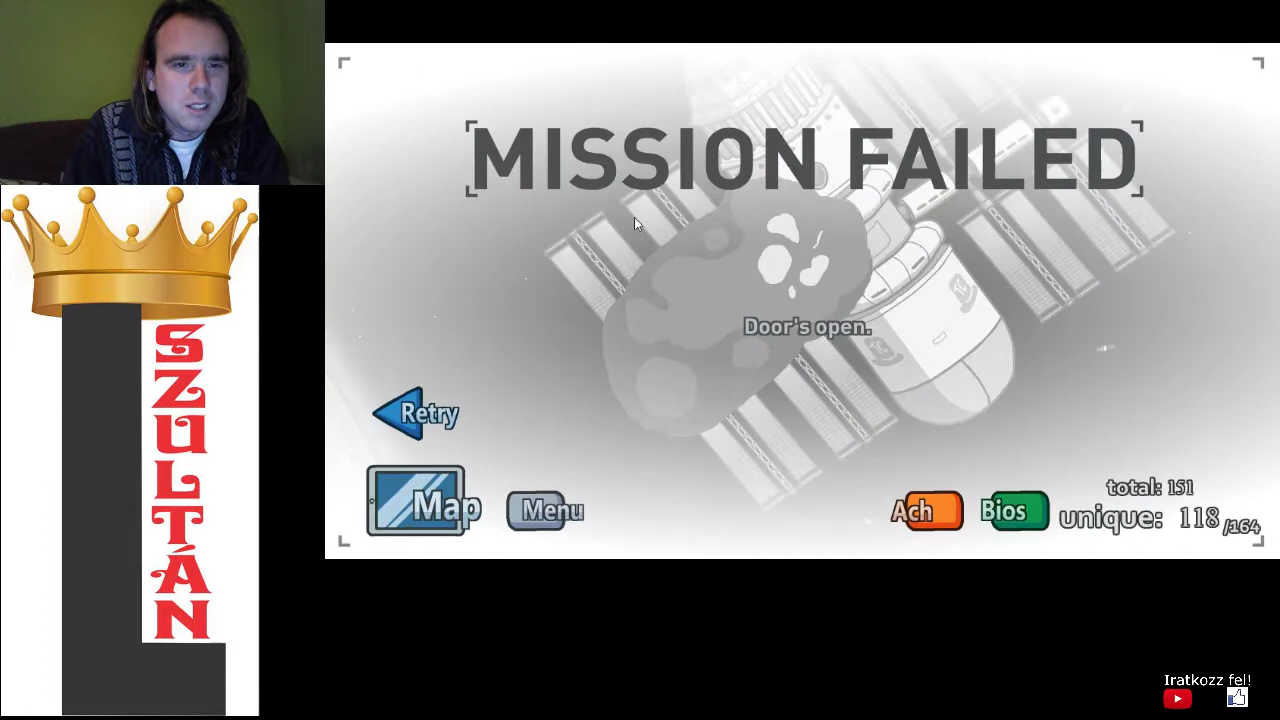 MISSION FAILED
Door's open.
Retry
Map
Menu
Ach
Bios
total: 151
unique: 118/164
L SZULTÁN
Iratkozz fel!